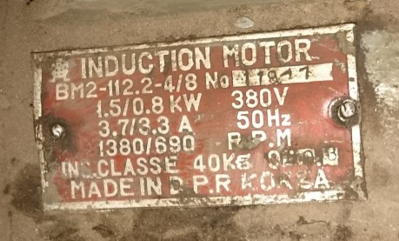 INDUCTION MOTOR
BM2-112.2-4/8 No
1.5/0.8 KW 380V
3.7/3.3 A 50Hz
1380/690 R.P.M
INS.CLASSE 40KG
MADE IN D.P.R KOREA